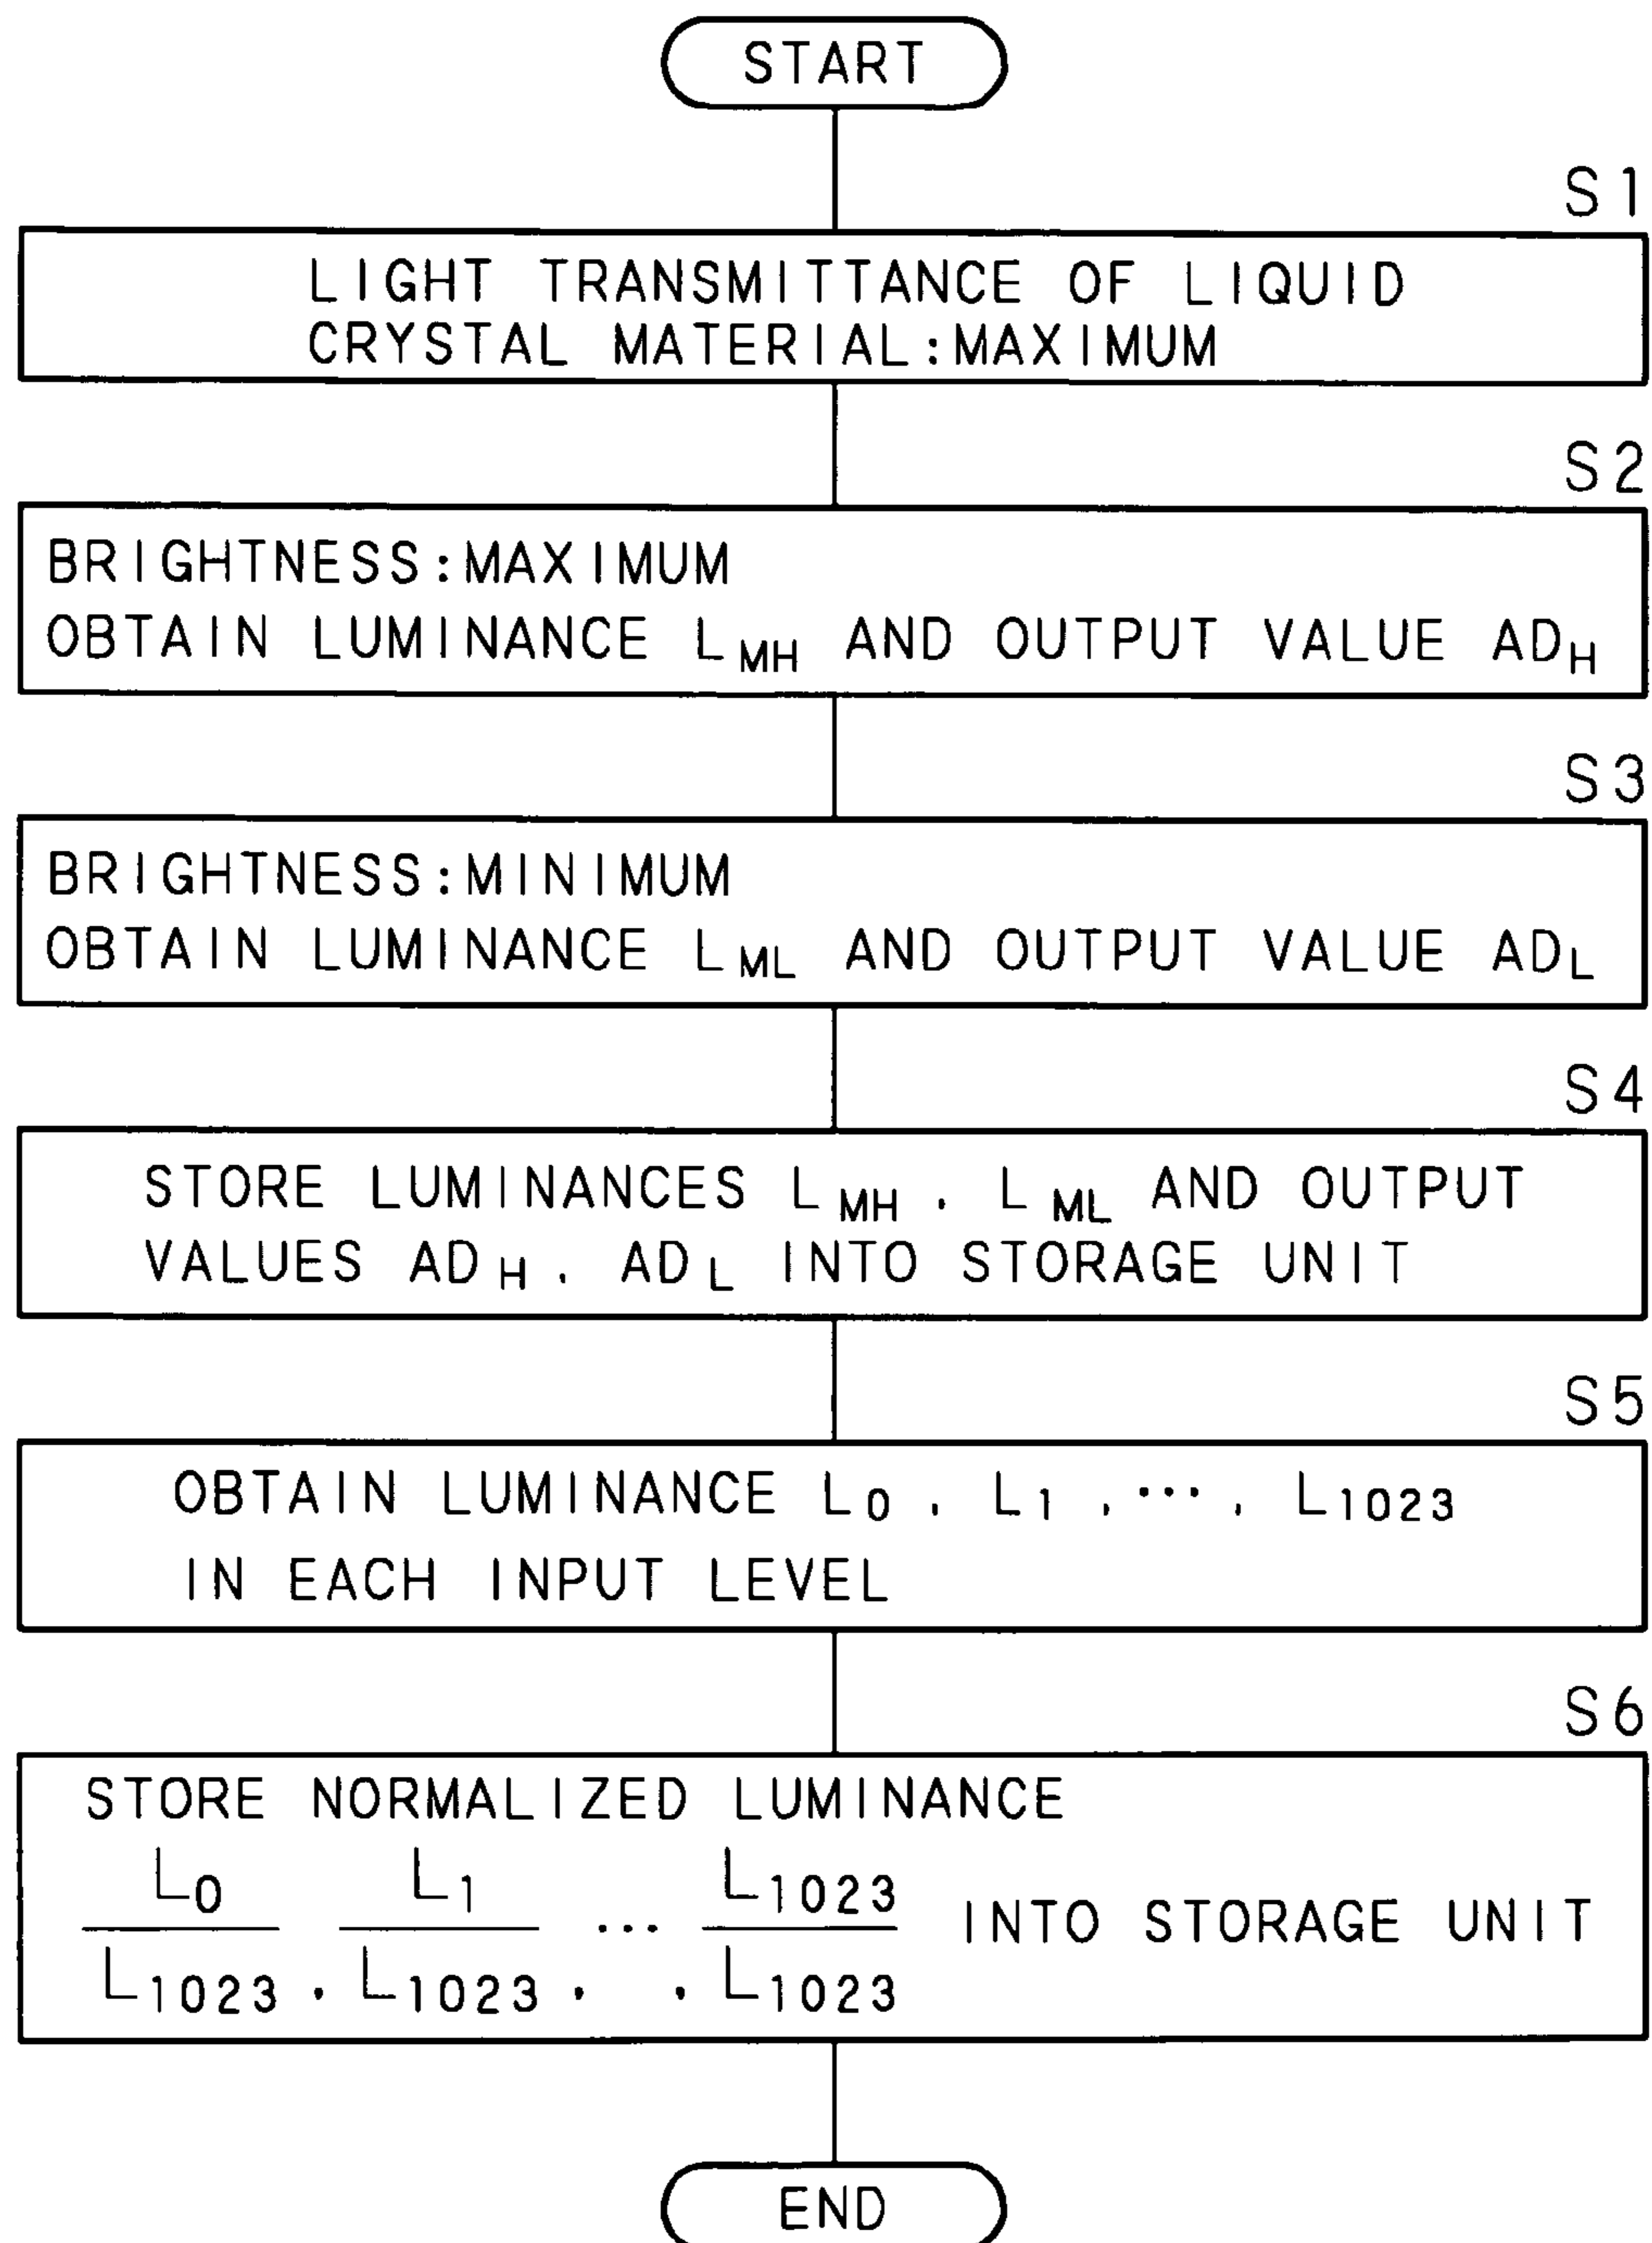 START
S1
LIGHT TRANSMITTANCE OF LIQUID
CRYSTAL MATERIAL:MAXIMUM
S2
BRIGHTNESS:MAXIMUM
OBTAIN LUMINANCE L_MH AND OUTPUT VALUE AD_H
S3
BRIGHTNESS:MINIMUM
OBTAIN LUMINANCE L_ML AND OUTPUT VALUE AD_L
S4
STORE LUMINANCES L_MH, L_ML AND OUTPUT
VALUES AD_H, AD_L INTO STORAGE UNIT
S5
OBTAIN LUMINANCE L_0, L_1, ···, L_1023
IN EACH INPUT LEVEL
S6
STORE NORMALIZED LUMINANCE
L_0/L_1023, L_1/L_1023, ···, L_1023/L_1023 INTO STORAGE UNIT
END